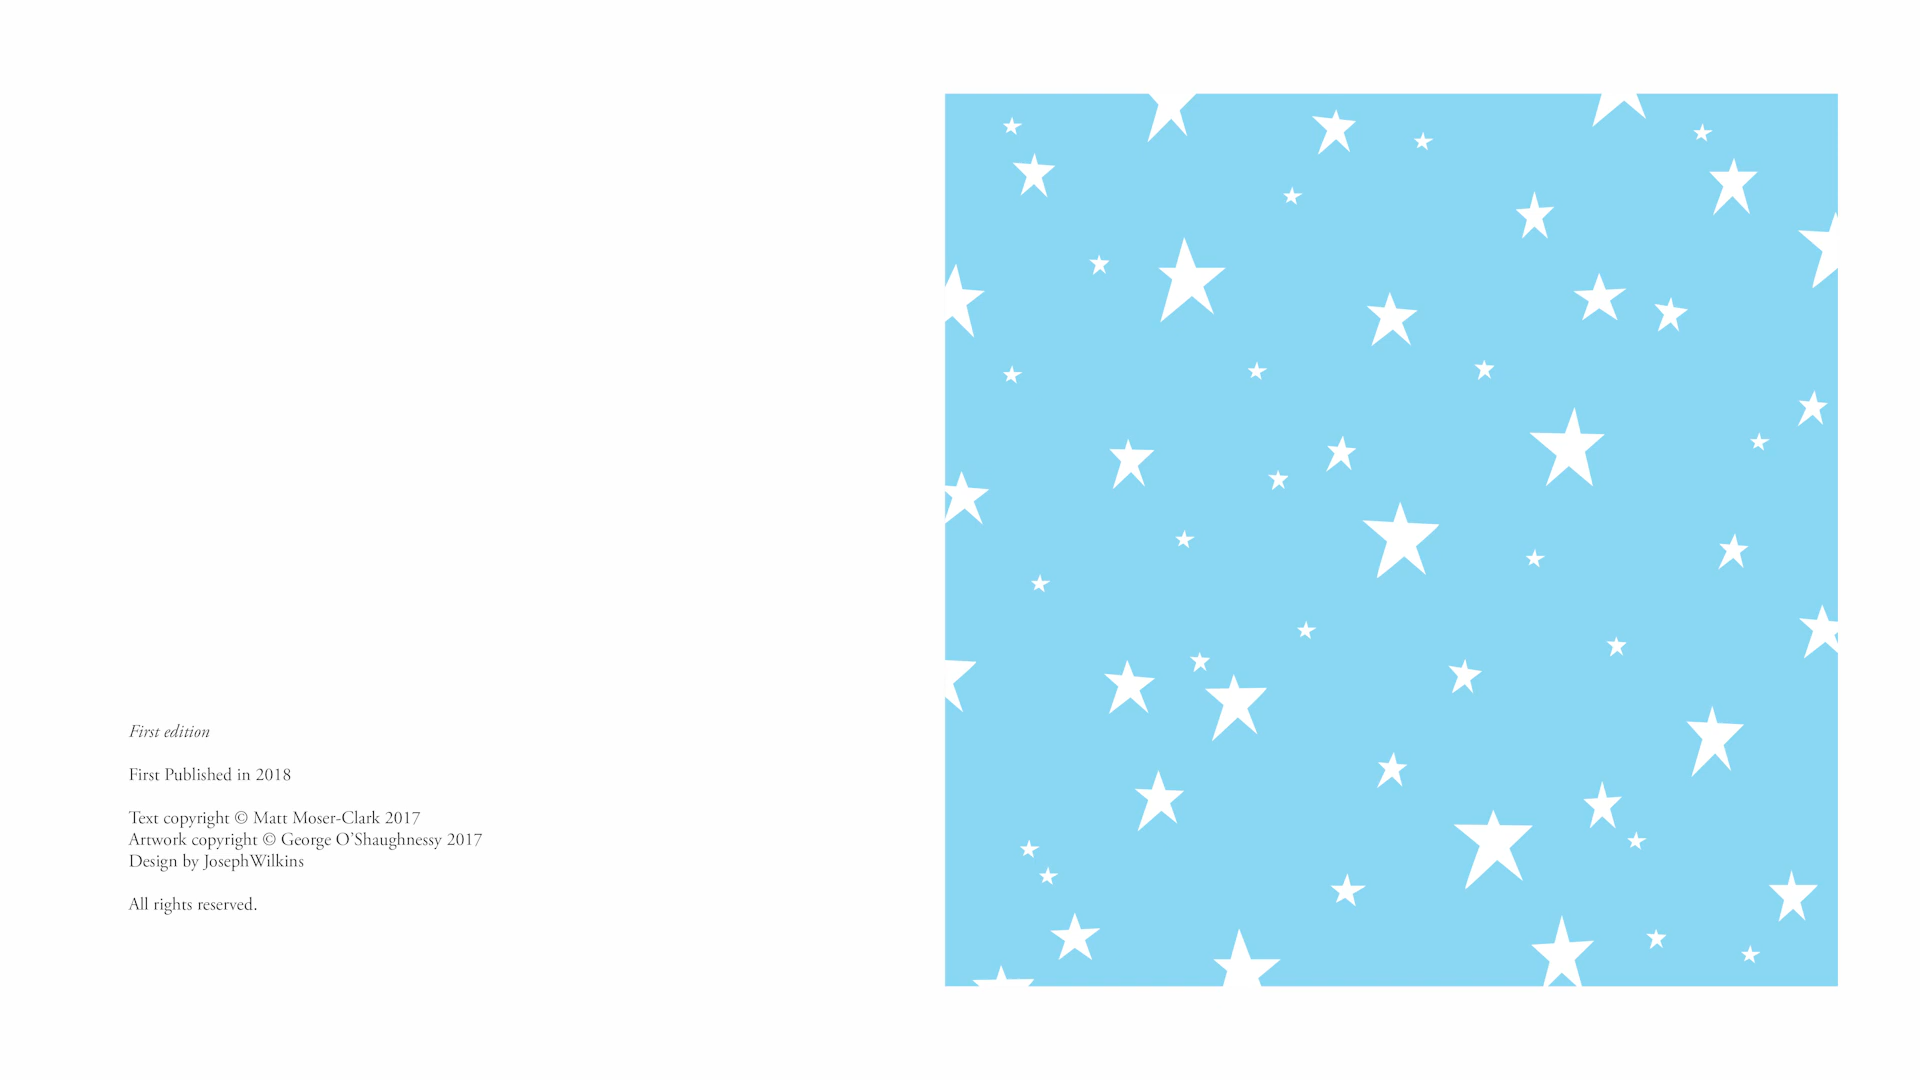 First edition
First Published in 2018
Text copyright © Matt Moser-Clark 2017
Artwork copyright © George O’Shaughnessy 2017
Design by JosephWilkins
All rights reserved.